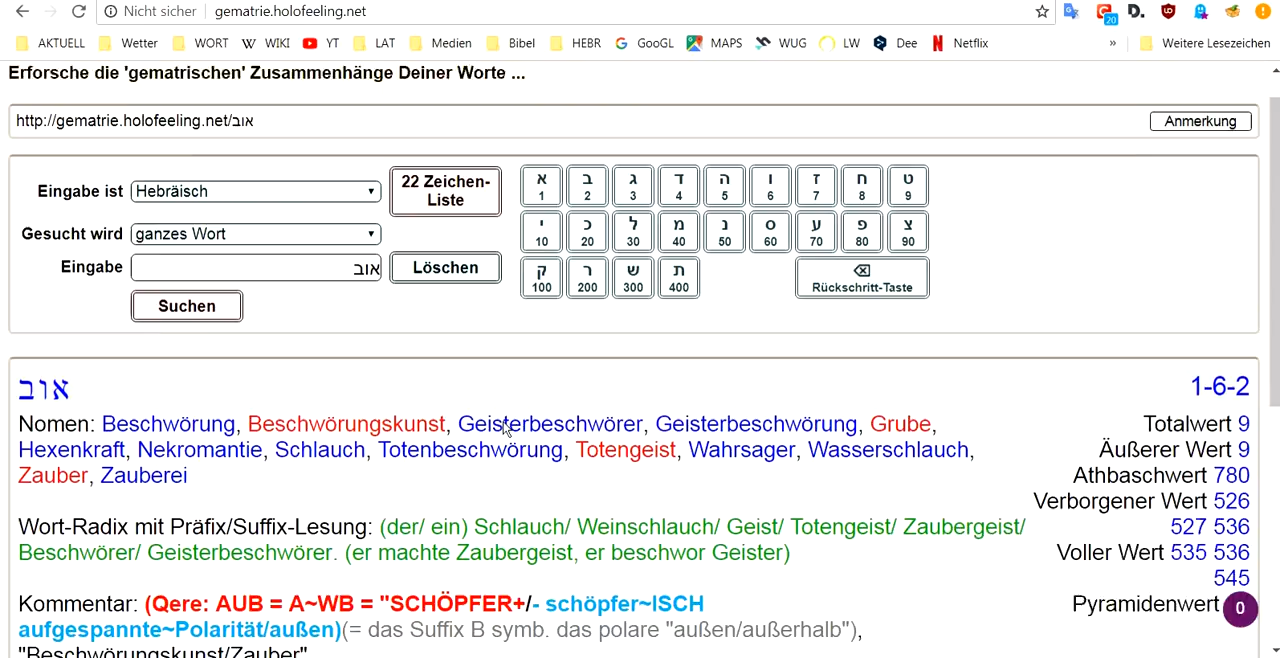 Nicht sicher gematrie.holofeeling.net
AKTUELL Wetter WORT WIKI YT LAT Medien Bibel HEBR GooGL MAPS WUG LW Dee Netflix » Weitere Lesezeichen
Erforsche die 'gematrischen' Zusammenhänge Deiner Worte ...
http://gematrie.holofeeling.net/אוב Anmerkung
Eingabe ist Hebräisch
Gesucht wird ganzes Wort
Eingabe אוב
22 Zeichen-
Liste
Löschen
Suchen
א ב ג ד ה ו ז ח ט
1 2 3 4 5 6 7 8 9
י כ ל מ נ ס ע פ צ
10 20 30 40 50 60 70 80 90
ק ר ש ת
100 200 300 400 Rückschritt-Taste
אוב 1-6-2
Nomen: Beschwörung, Beschwörungskunst, Geisterbeschwörer, Geisterbeschwörung, Grube,
Hexenkraft, Nekromantie, Schlauch, Totenbeschwörung, Totengeist, Wahrsager, Wasserschlauch,
Zauber, Zauberei
Wort-Radix mit Präfix/Suffix-Lesung: (der/ ein) Schlauch/ Weinschlauch/ Geist/ Totengeist/ Zaubergeist/
Beschwörer/ Geisterbeschwörer. (er machte Zaubergeist, er beschwor Geister)
Kommentar: (Qere: AUB = A~WB = "SCHÖPFER+/- schöpfer~ISCH
aufgespannte~Polarität/außen)(= das Suffix B symb. das polare "außen/außerhalb"),
"Beschwörungskunst/Zauber"
Totalwert 9
Äußerer Wert 9
Athbaschwert 780
Verborgener Wert 526
527 536
Voller Wert 535 536
545
Pyramidenwert
0
20